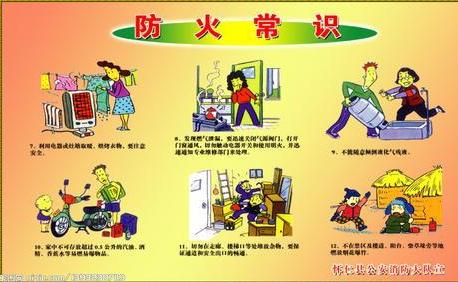 防火常识
7、利用电器或灶塘取暖，烘烤衣物，要注意
安全。
8、发现燃气泄漏，要迅速关闭气源阀门，打开
门窗通风，切勿触动电器开关和使用明火，并迅
速通知专业维修部门来处理。
9、不能随意倾倒液化气残液。
10、家中不可存放超过0.5公升的汽油、酒
精、香蕉水等易燃易爆物品。
11、切勿在走廊、楼梯口等处堆放杂物，要保
证通道和安全出口的畅通。
12、不在禁区及楼道、阳台、柴草垛旁等地
燃放烟花爆竹。
怀仁县公安消防大队宣